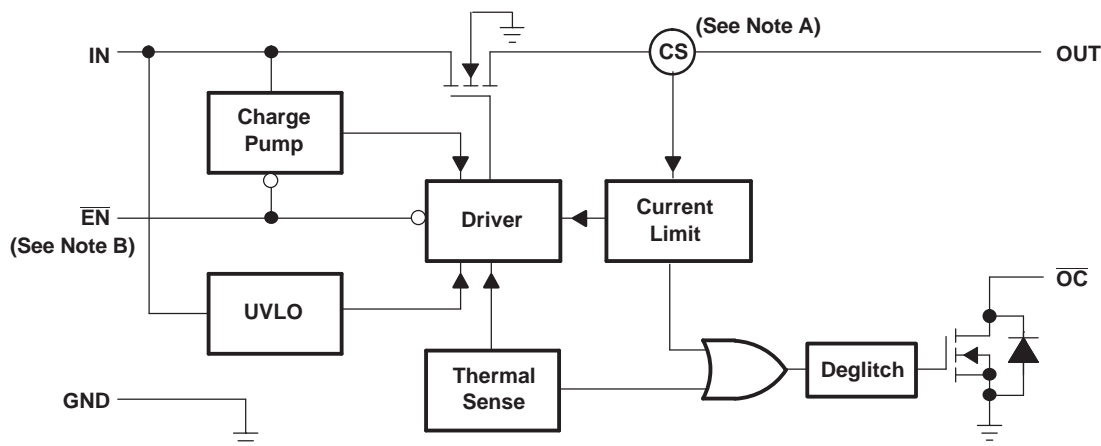 (See Note A)
IN
CS
OUT
Charge
Pump
EN
(See Note B)
Driver
Current
Limit
OC
UVLO
Thermal
Sense
Deglitch
GND